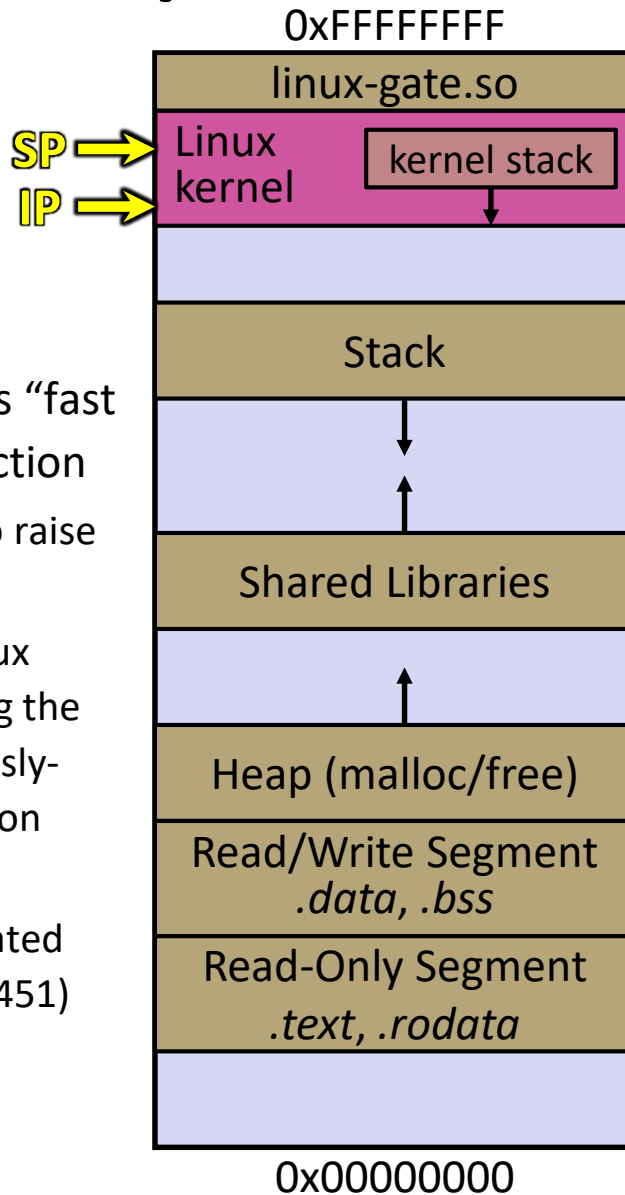 0xFFFFFFFF
linux-gate.so
SP
Linux
kernel
kernel stack
IP
Stack
s “fast
ction
raise
Shared Libraries
ux
g the
sly-
Heap (malloc/free)
on
Read/Write Segment
.data, .bss
nted
Read-Only Segment
451)
.text, .rodata
0x00000000